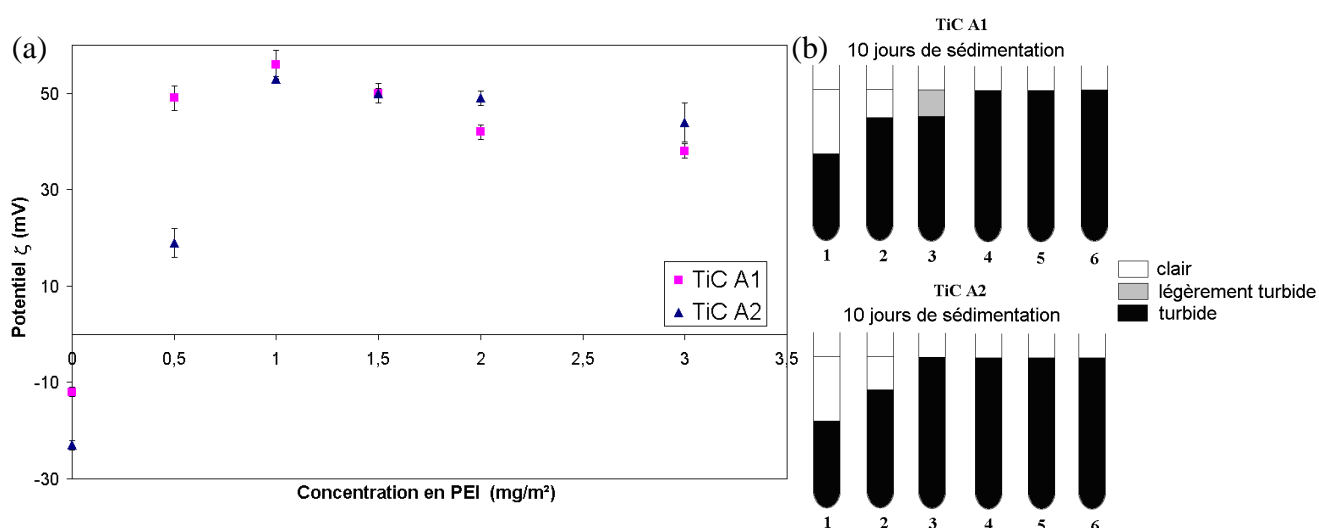 (a)
50
30
10
-10
-30
0
0,5
1
1,5
2
2,5
3
3,5
Potentiel ζ (mV)
Concentration en PEI (mg/m²)
TiC A1
TiC A2
(b)
TiC A1
10 jours de sédimentation
1 2 3 4 5 6
TiC A2
10 jours de sédimentation
1 2 3 4 5 6
clair
légèrement turbide
turbide